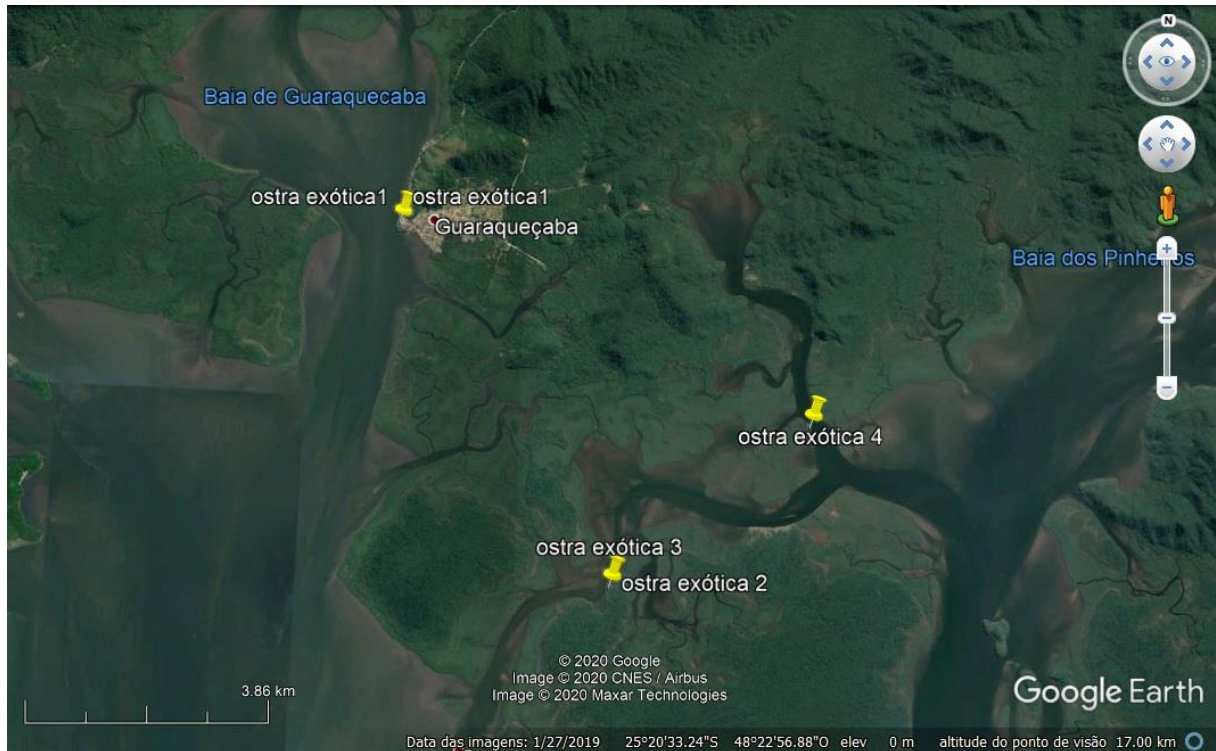 N
Baia de Guaraquecaba
ostra exótica1
ostra exótica1
Guaraqueçaba
Baia dos Pinheiros
ostra exótica 4
ostra exótica 3
ostra exótica 2
© 2020 Google
Image © 2020 CNES / Airbus
Image © 2020 Maxar Technologies
3.86 km
Google Earth
Data das imagens: 1/27/2019 25°20'33.24"S 48°22'56.88"O elev 0 m altitude do ponto de visão 17.00 km